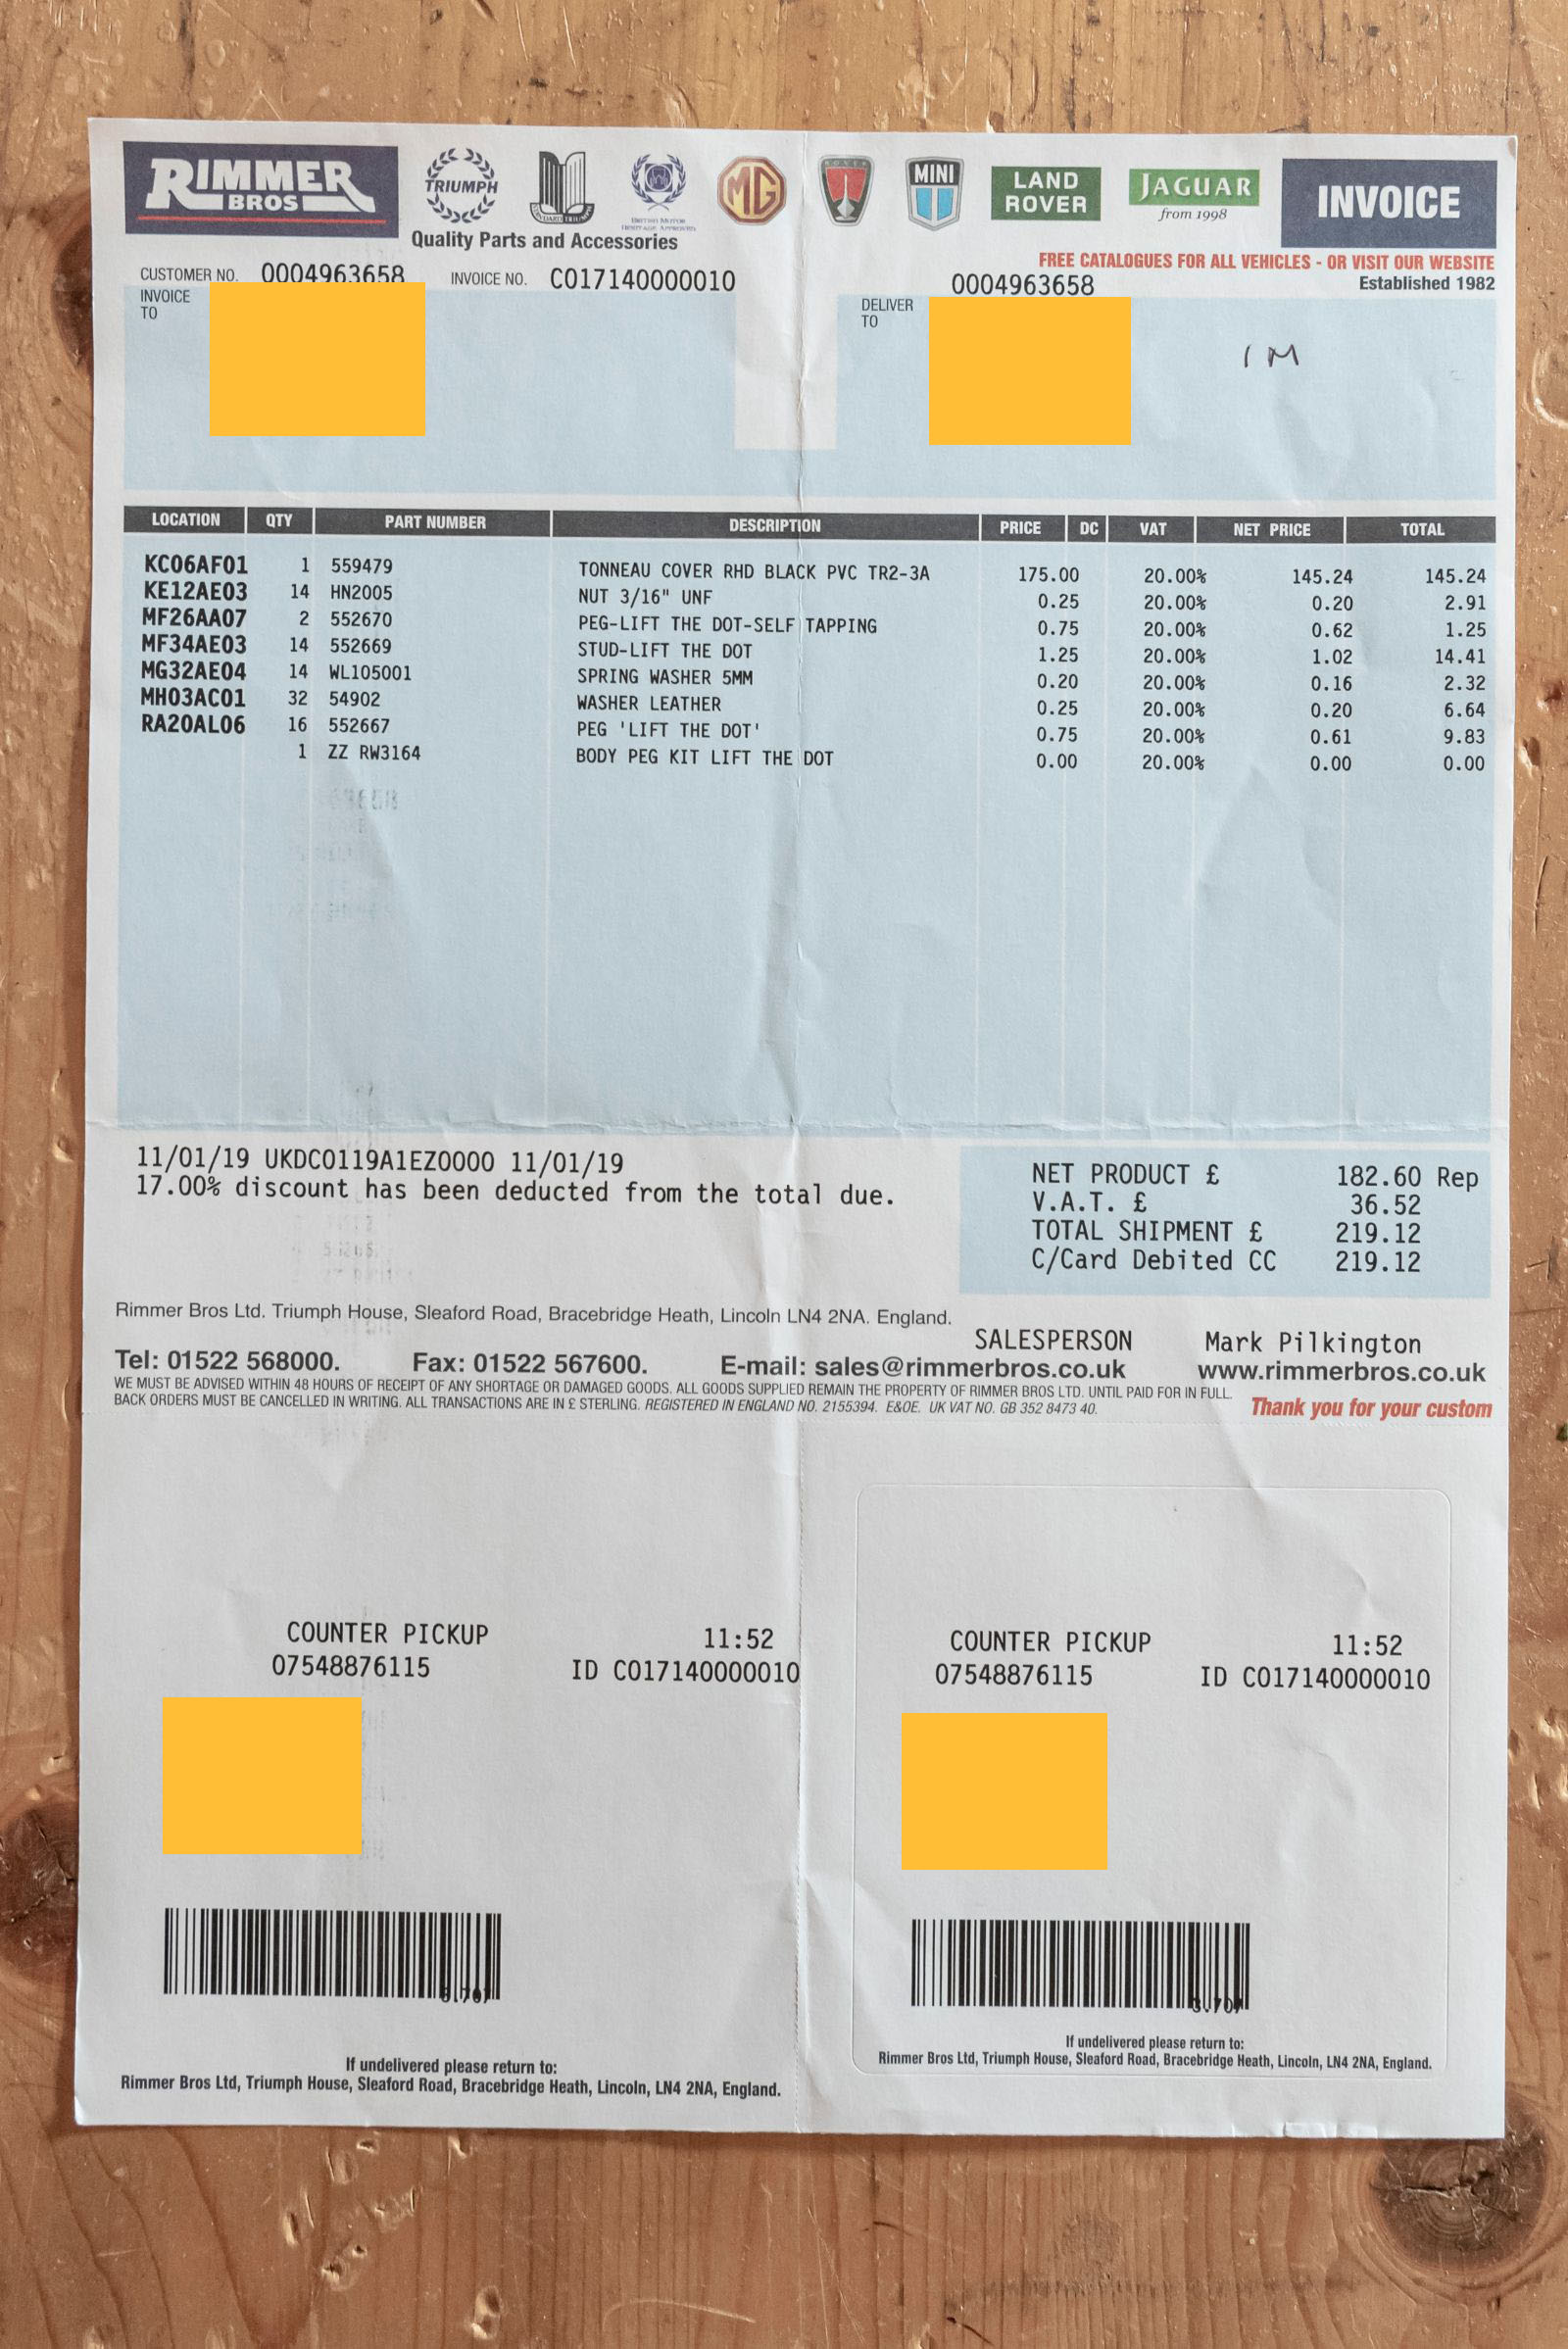 RIMMER
BROS
TRIUMPH
STANDARD TRIUMPH
BRITISH MOTOR
HERITAGE APPROVED
MG
ROVER
MINI
LAND
ROVER
JAGUAR
from 1998
INVOICE
Quality Parts and Accessories
FREE CATALOGUES FOR ALL VEHICLES - OR VISIT OUR WEBSITE
Established 1982
CUSTOMER NO. 0004963658 INVOICE NO. C017140000010 0004963658
INVOICE
TO
DELIVER
TO
1 M
LOCATION QTY PART NUMBER DESCRIPTION PRICE DC VAT NET PRICE TOTAL
KC06AF01 1 559479 TONNEAU COVER RHD BLACK PVC TR2-3A 175.00 20.00% 145.24 145.24
KE12AE03 14 HN2005 NUT 3/16" UNF 0.25 20.00% 0.20 2.91
MF26AA07 2 552670 PEG-LIFT THE DOT-SELF TAPPING 0.75 20.00% 0.62 1.25
MF34AE03 14 552669 STUD-LIFT THE DOT 1.25 20.00% 1.02 14.41
MG32AE04 14 WL105001 SPRING WASHER 5MM 0.20 20.00% 0.16 2.32
MH03AC01 32 54902 WASHER LEATHER 0.25 20.00% 0.20 6.64
RA20AL06 16 552667 PEG 'LIFT THE DOT' 0.75 20.00% 0.61 9.83
1 ZZ RW3164 BODY PEG KIT LIFT THE DOT 0.00 20.00% 0.00 0.00
11/01/19 UKDC0119A1EZ0000 11/01/19
17.00% discount has been deducted from the total due.
NET PRODUCT £ 182.60 Rep
V.A.T. £ 36.52
TOTAL SHIPMENT £ 219.12
C/Card Debited CC 219.12
Rimmer Bros Ltd. Triumph House, Sleaford Road, Bracebridge Heath, Lincoln LN4 2NA. England.
SALESPERSON Mark Pilkington
Tel: 01522 568000. Fax: 01522 567600. E-mail: sales@rimmerbros.co.uk www.rimmerbros.co.uk
WE MUST BE ADVISED WITHIN 48 HOURS OF RECEIPT OF ANY SHORTAGE OR DAMAGED GOODS. ALL GOODS SUPPLIED REMAIN THE PROPERTY OF RIMMER BROS LTD. UNTIL PAID FOR IN FULL.
BACK ORDERS MUST BE CANCELLED IN WRITING. ALL TRANSACTIONS ARE IN £ STERLING. REGISTERED IN ENGLAND NO. 2155394. E&OE. UK VAT NO. GB 352 8473 40.
Thank you for your custom
COUNTER PICKUP 11:52
07548876115 ID C017140000010
If undelivered please return to:
Rimmer Bros Ltd, Triumph House, Sleaford Road, Bracebridge Heath, Lincoln, LN4 2NA, England.
COUNTER PICKUP 11:52
07548876115 ID C017140000010
If undelivered please return to:
Rimmer Bros Ltd, Triumph House, Sleaford Road, Bracebridge Heath, Lincoln, LN4 2NA, England.